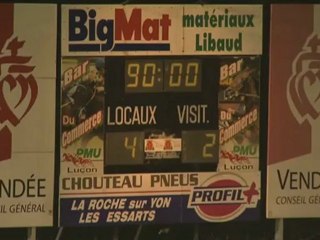 BigMat matériaux
Libaud
90:00
LOCAUX VISIT.
4 2
Bar
Du
Commerce
PMU
Luçon
Bar
Du
Commerce
PMU
Luçon
CHOUTEAU PNEUS
LA ROCHE sur YON
LES ESSARTS
PROFIL+
VENDÉE
CONSEIL GÉNÉRAL
VEND
CONSEIL GÉN